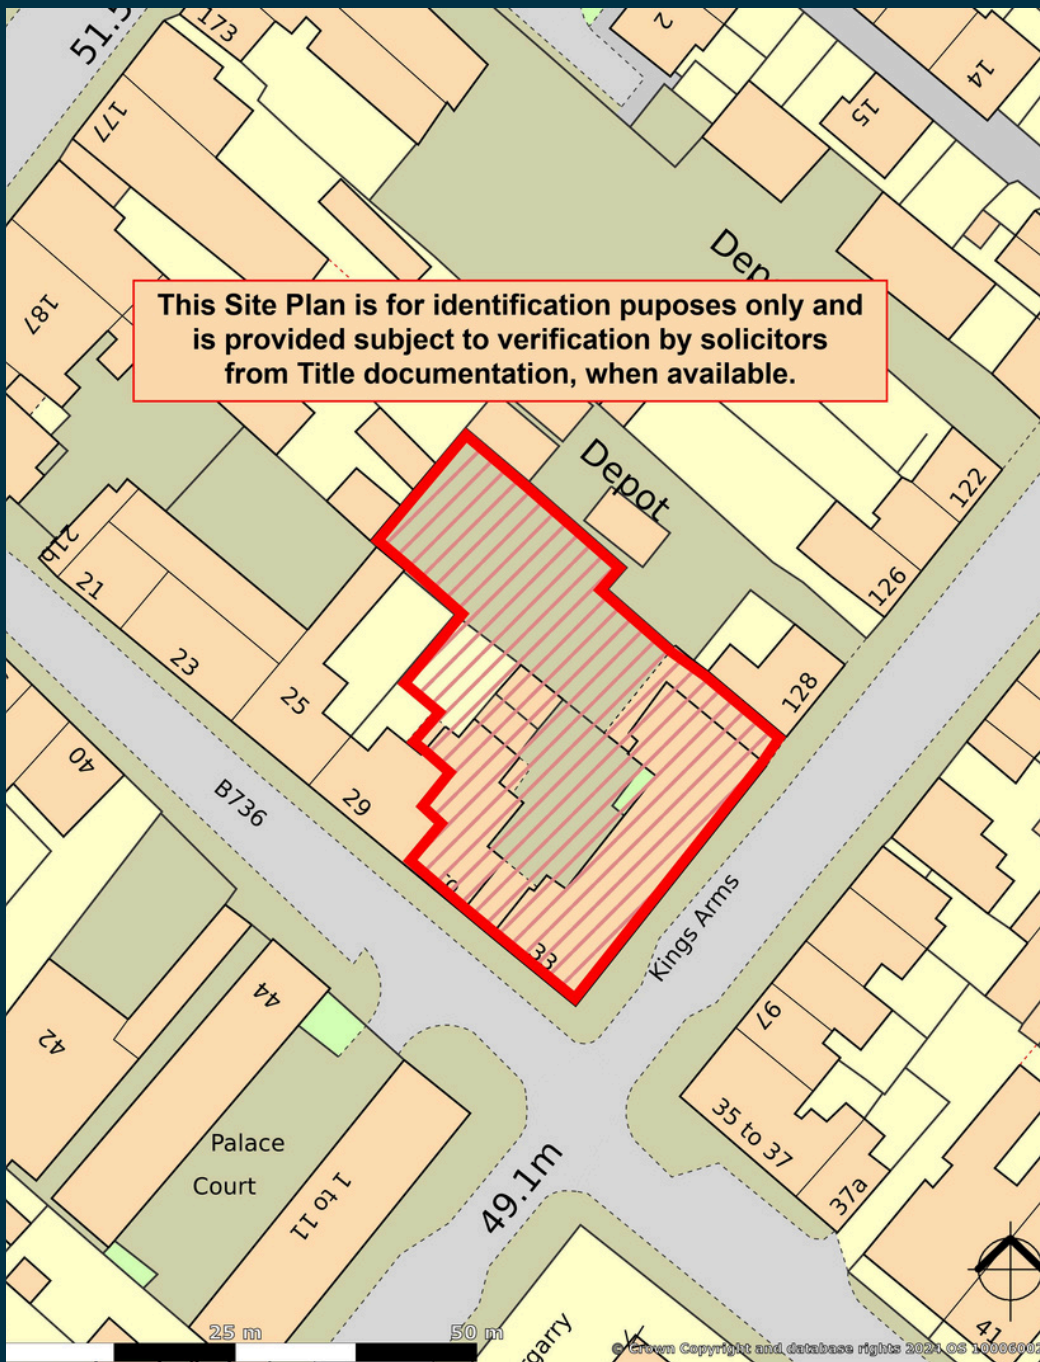 173
2
14
15
177
187
This Site Plan is for identification puposes only and
is provided subject to verification by solicitors
from Title documentation, when available.
Depot
122
126
128
21b
21
23
25
29
40
B736
33
Kings Arms
97
44
42
35 to 37
37a
Palace
Court
1 to 11
49.1m
41
25 m
50 m
© Crown Copyright and database rights 2024 OS